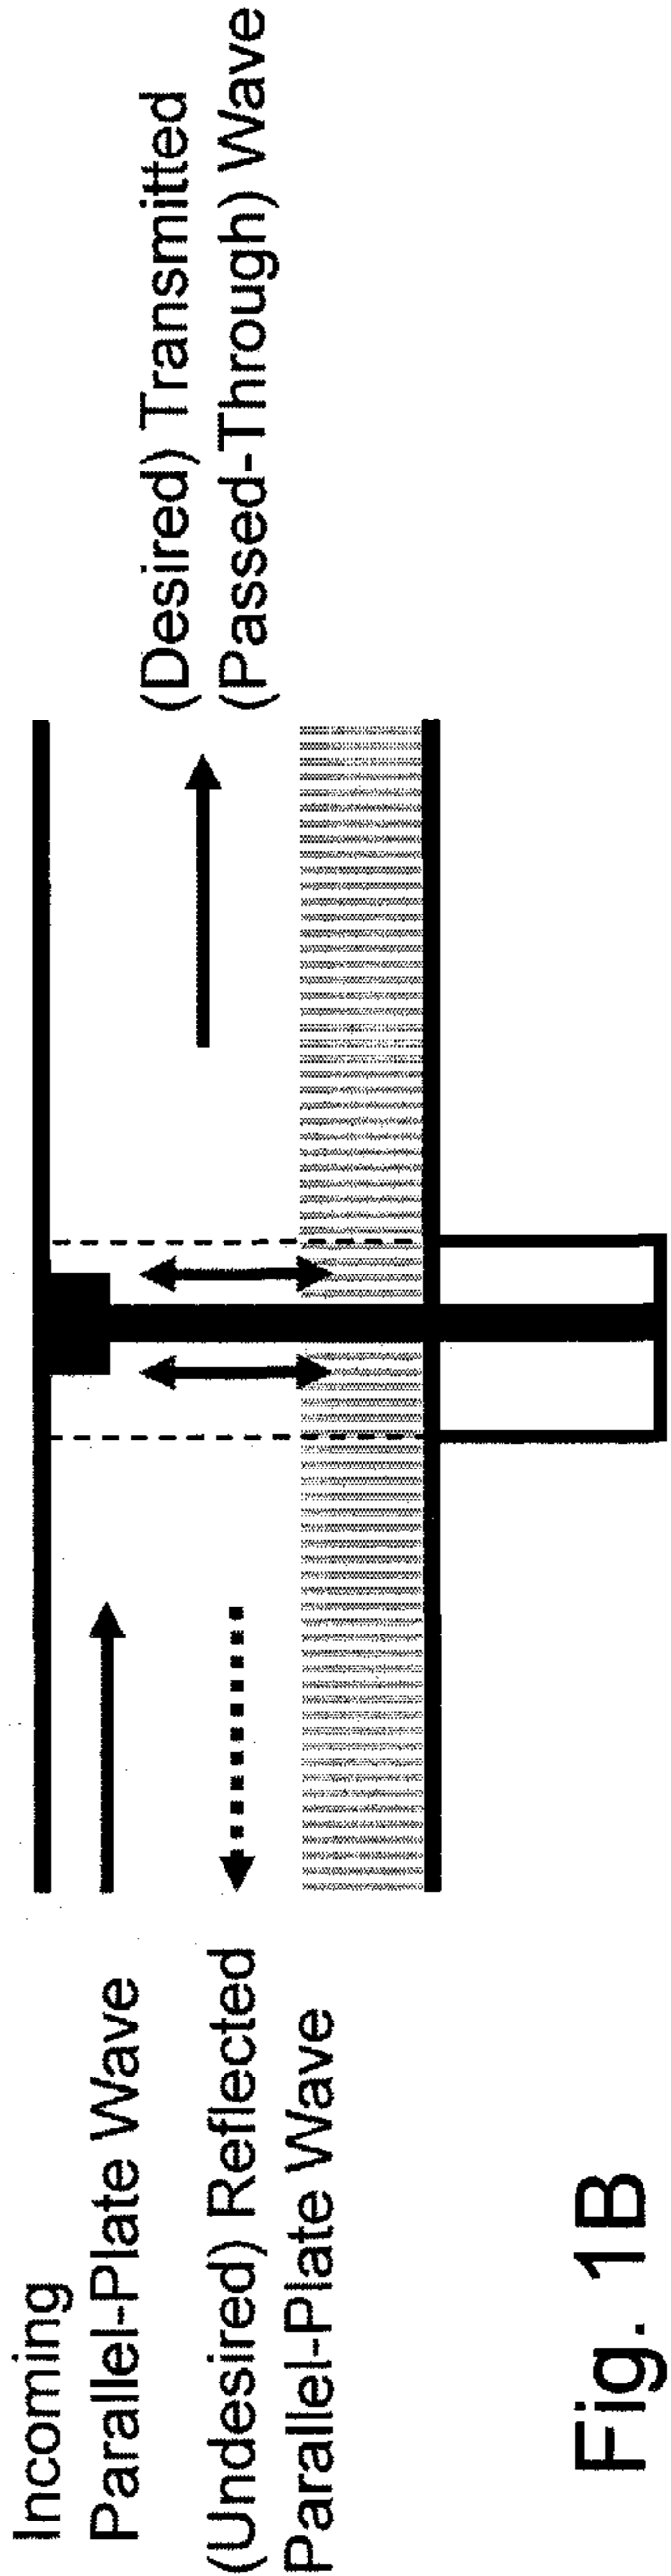 Incoming
Parallel-Plate Wave
(Undesired) Reflected
Parallel-Plate Wave
(Desired) Transmitted
(Passed-Through) Wave
Fig. 1B